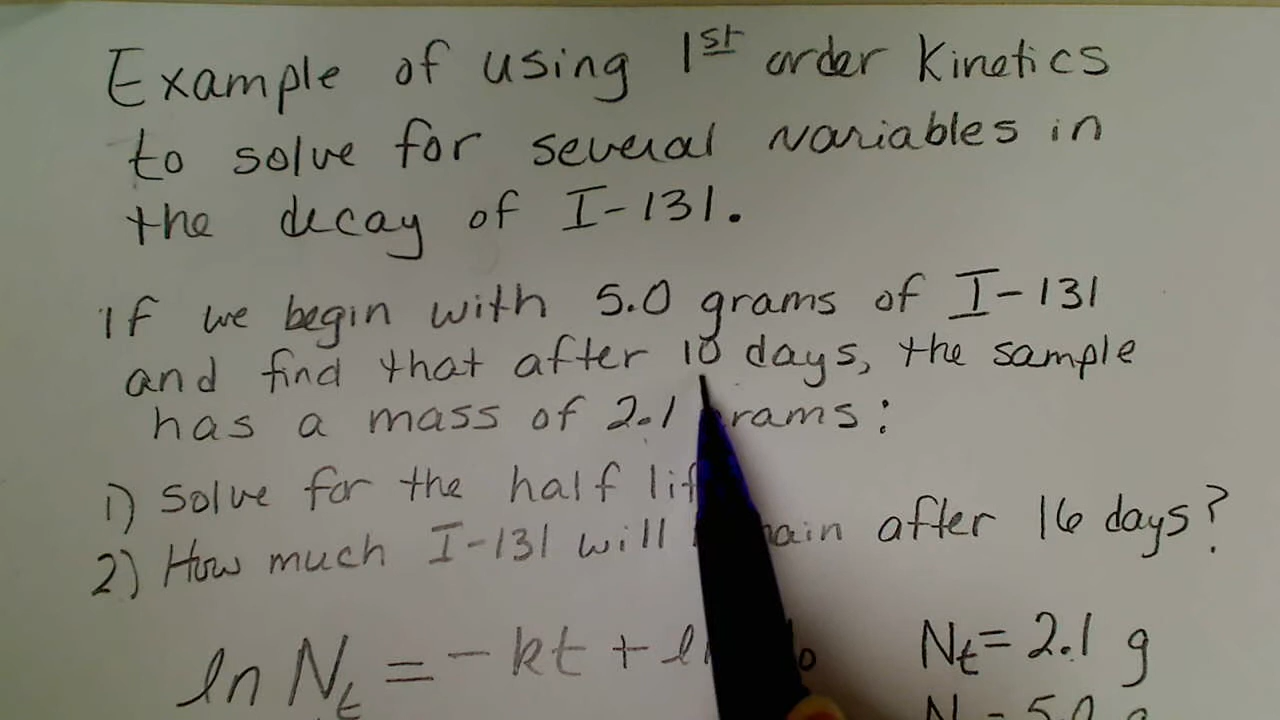 Example of using 1st order Kinetics
to solve for several variables in
the decay of I-131.
If we begin with 5.0 grams of I-131
and find that after 10 days, the sample
has a mass of 2.1 grams:
1) Solve for the half
2) How much I-131 will after 16 days?
ln Nt = -kt +
Nt = 2.1 g